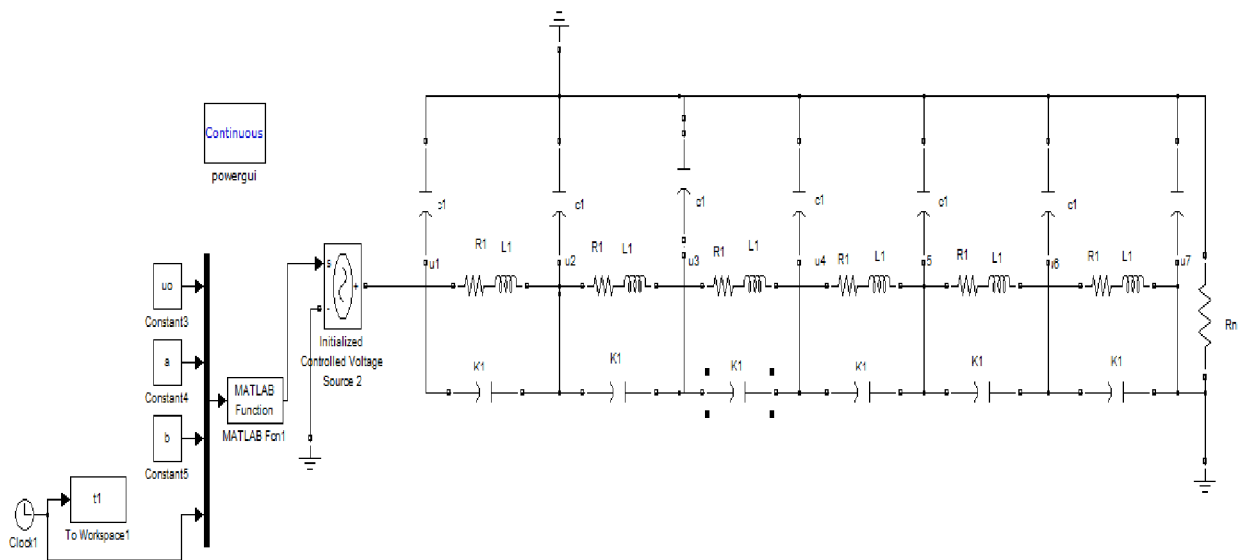 Continuous
powergui
c1
c1
c1
c1
c1
c1
R1
L1
R1
L1
R1
L1
R1
L1
R1
L1
R1
L1
u1
u2
u3
u4
u7
s
+
-
Rn
uo
Constant3
Initialized
Controlled Voltage
Source 2
K1
K1
K1
K1
K1
K1
a
Constant4
MATLAB
Function
MATLAB Fcn1
b
Constant5
t1
To Workspace1
Clock1